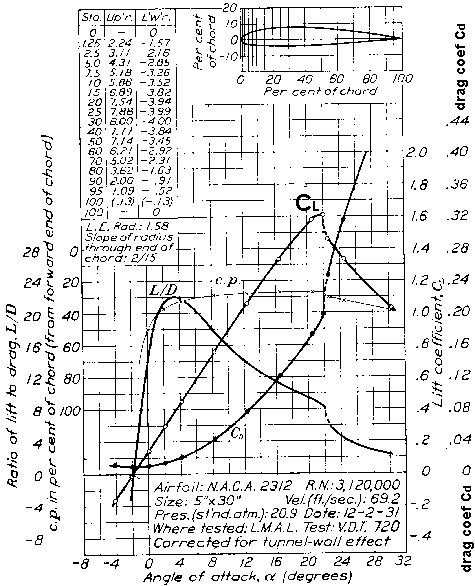 Sta. Up'r. L'w'r.
0 — 0
1.25 2.24 -1.57
2.5 3.11 2.16
5.0 4.31 -2.85
7.5 5.18 -3.26
10 5.86 -3.52
15 6.89 -3.82
20 7.54 -3.94
25 7.88 -3.99
30 8.00 -4.00
40 7.77 -3.84
50 7.14 -3.45
60 6.21 -2.92
70 5.02 -2.31
80 3.62 -1.63
90 2.00 -.91
95 1.09 -.52
100 (.13) (-.13)
100 — 0
L.E. Rad.: 1.58
Slope of radius
through end of
chord: 2/15
Per cent
of chord
20
10
0
-10
0 20 40 60 80 100
Per cent of chord
drag coef Cd
.44
.40
.36
.32
.28
.24
.20
.16
.12
.08
.04
0
drag coef Cd
2.0
1.8
1.6
1.4
1.2
1.0
.8
.6
.4
.2
0
-.2
-.4
Lift coefficient, C
L
Ratio of lift to drag, L/D
28
24
20
16
12
8
4
0
-4
-8
c.p. in per cent of chord (from forward end of chord)
0
20
40
60
80
100
CL
L/D
c.p.
C D
Airfoil: N.A.C.A. 2312 R.N: 3,120,000
Size: 5"x30" Vel.(ft./sec.): 69.2
Pres.(st'nd. atm.): 20.9 Date: 12-2-31
Where tested: L.M.A.L. Test: V.D.T. 720
Corrected for tunnel-wall effect
-8 -4 0 4 8 12 16 20 24 28 32
Angle of attack, α (degrees)